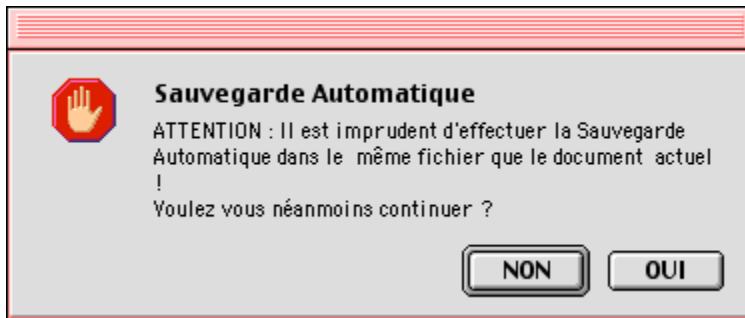 Sauvegarde Automatique
ATTENTION : Il est imprudent d'effectuer la Sauvegarde
Automatique dans le même fichier que le document actuel
!
Voulez vous néanmoins continuer ?
NON OUI